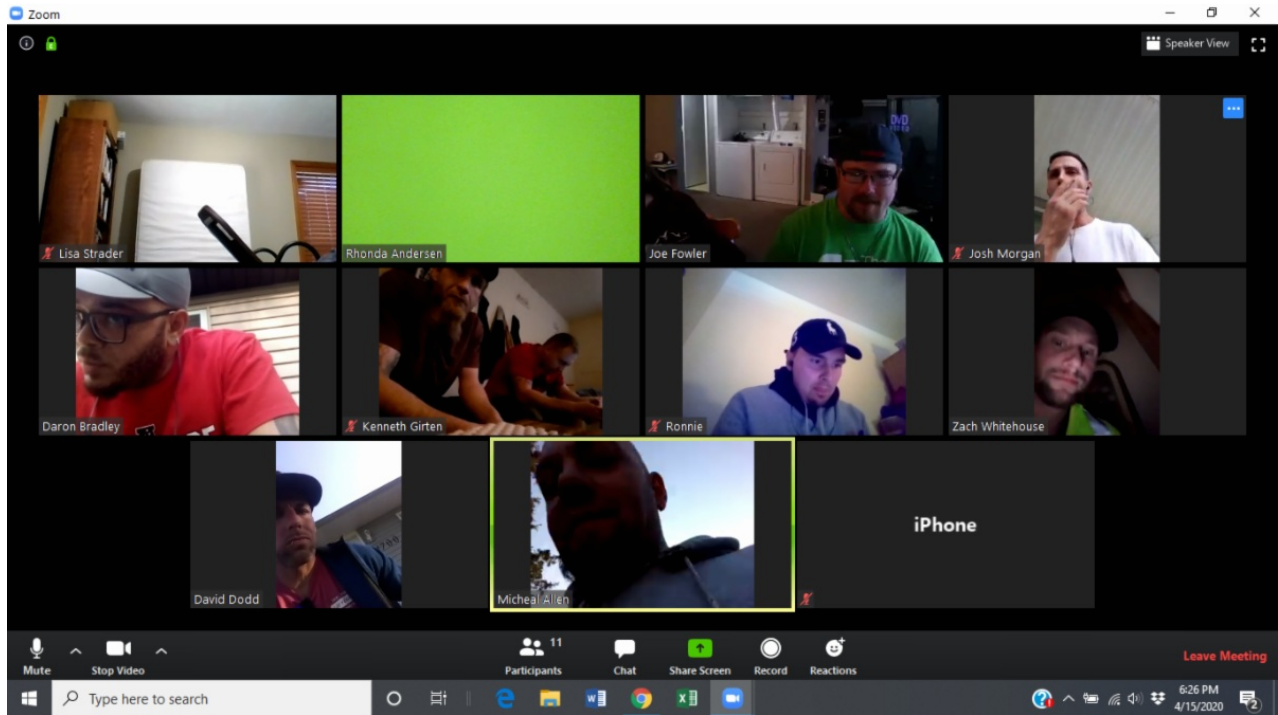 Zoom
Speaker View
DVD
Lisa Strader
Rhonda Andersen
Joe Fowler
Josh Morgan
Daron Bradley
Kenneth Girten
Ronnie
Zach Whitehouse
iPhone
David Dodd
Micheal Allen
11
Mute
Stop Video
Participants
Chat
Share Screen
Record
Reactions
Leave Meeting
Type here to search
6:26 PM
4/15/2020
2